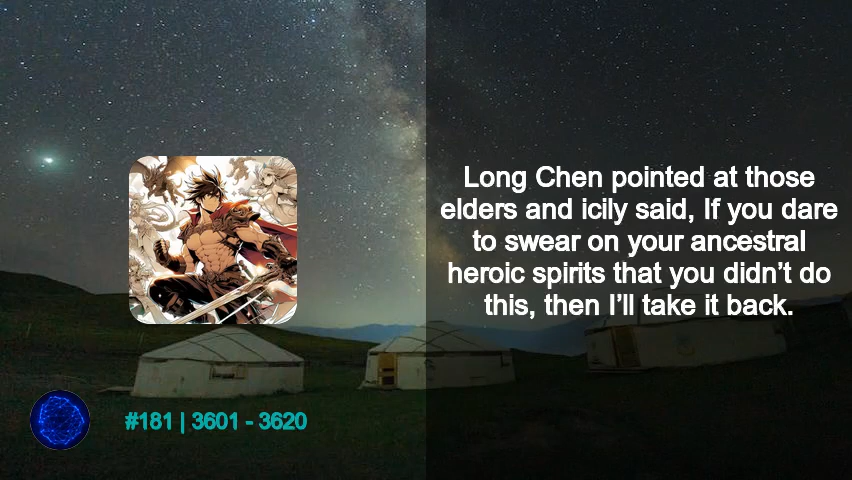 Long Chen pointed at those
elders and icily said, If you dare
to swear on your ancestral
heroic spirits that you didn’t do
this, then I’ll take it back.
#181 | 3601 - 3620